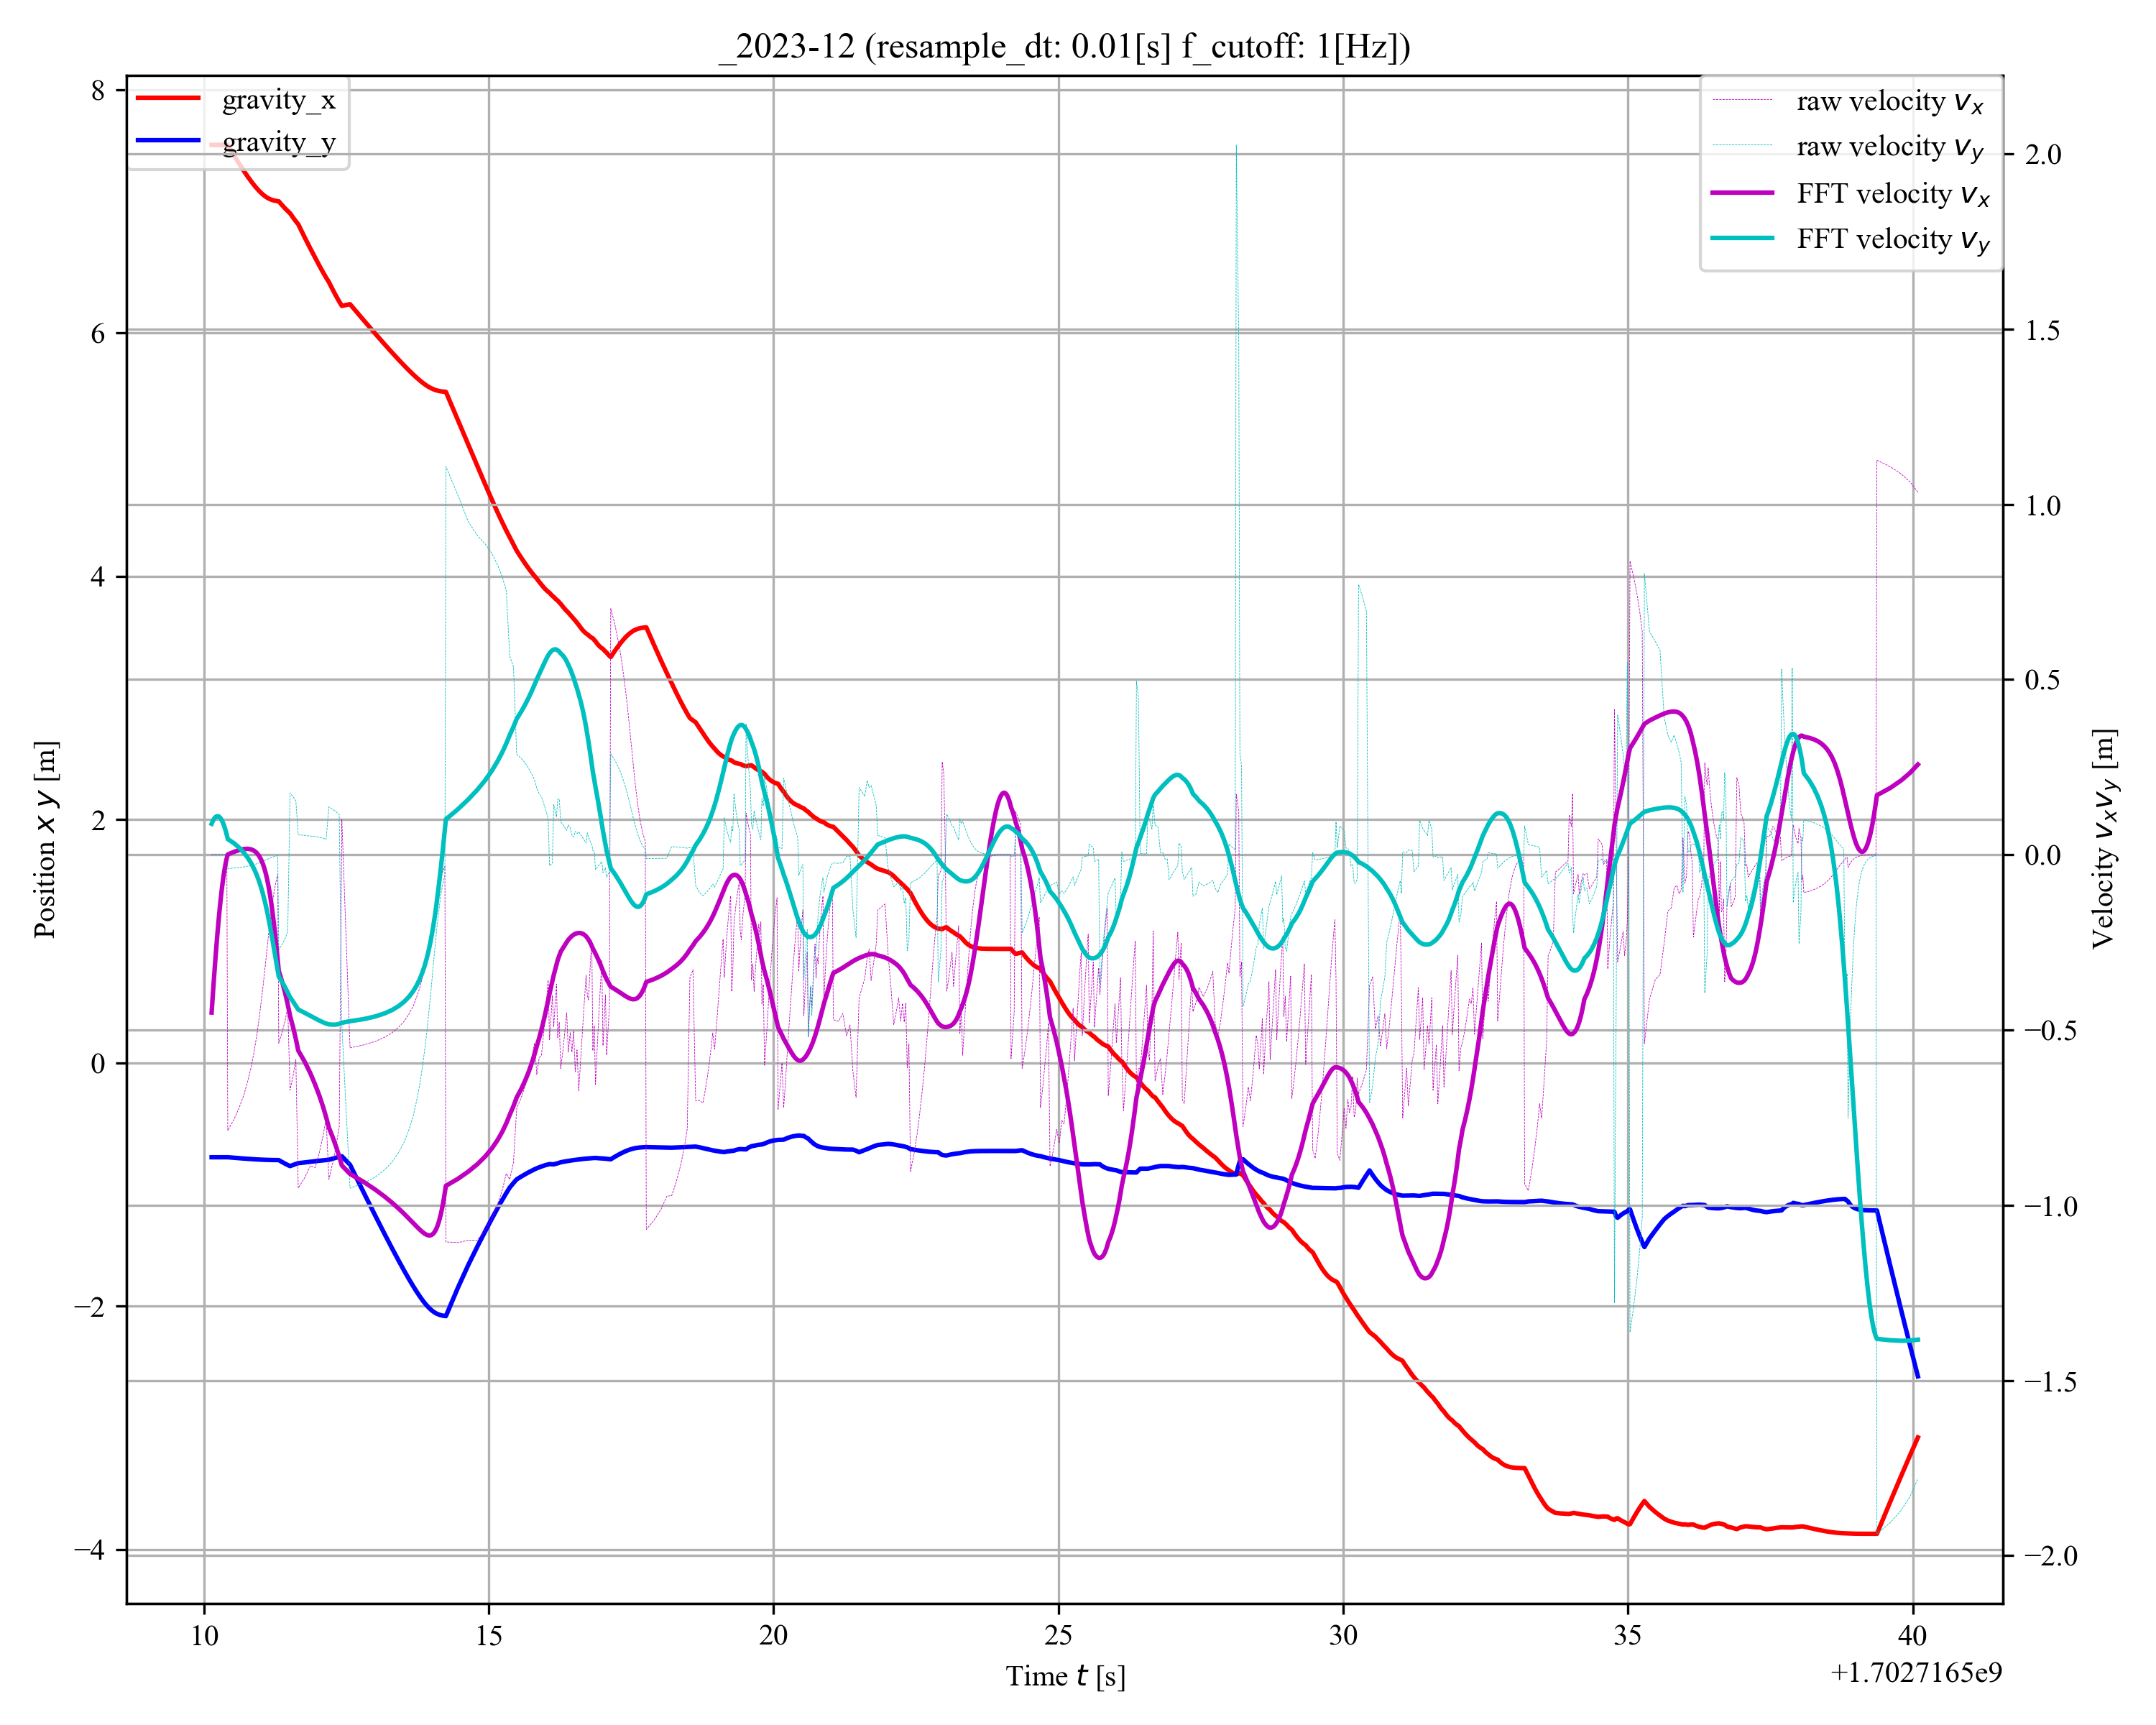 _2023-12 (resample_dt: 0.01[s] f_cutoff: 1[Hz])
gravity_x
gravity_y
raw velocity vₓ
raw velocity v_y
FFT velocity vₓ
FFT velocity v_y
8
6
4
2
0
−2
−4
Position x y [m]
2.0
1.5
1.0
0.5
0.0
−0.5
−1.0
−1.5
−2.0
Velocity vₓv_y [m]
10 15 20 25 30 35 40
Time t [s]
+1.7027165e9